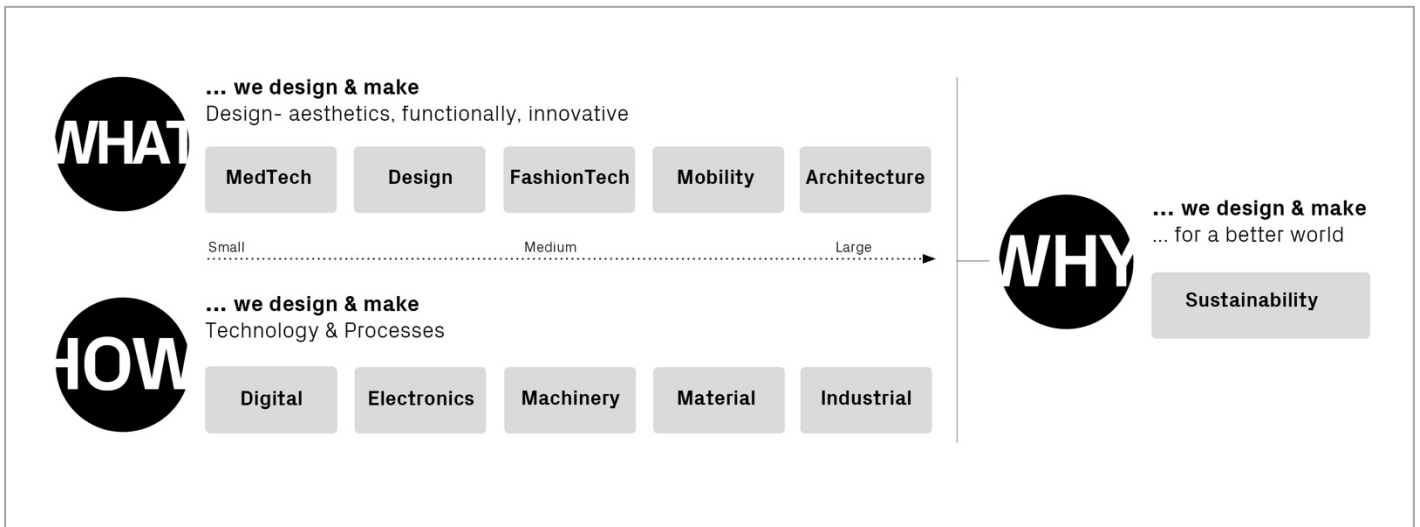 WHAT
... we design & make
Design- aesthetics, functionally, innovative
MedTech
Design
FashionTech
Mobility
Architecture
Small
Medium
Large
HOW
... we design & make
Technology & Processes
Digital
Electronics
Machinery
Material
Industrial
WHY
... we design & make
... for a better world
Sustainability